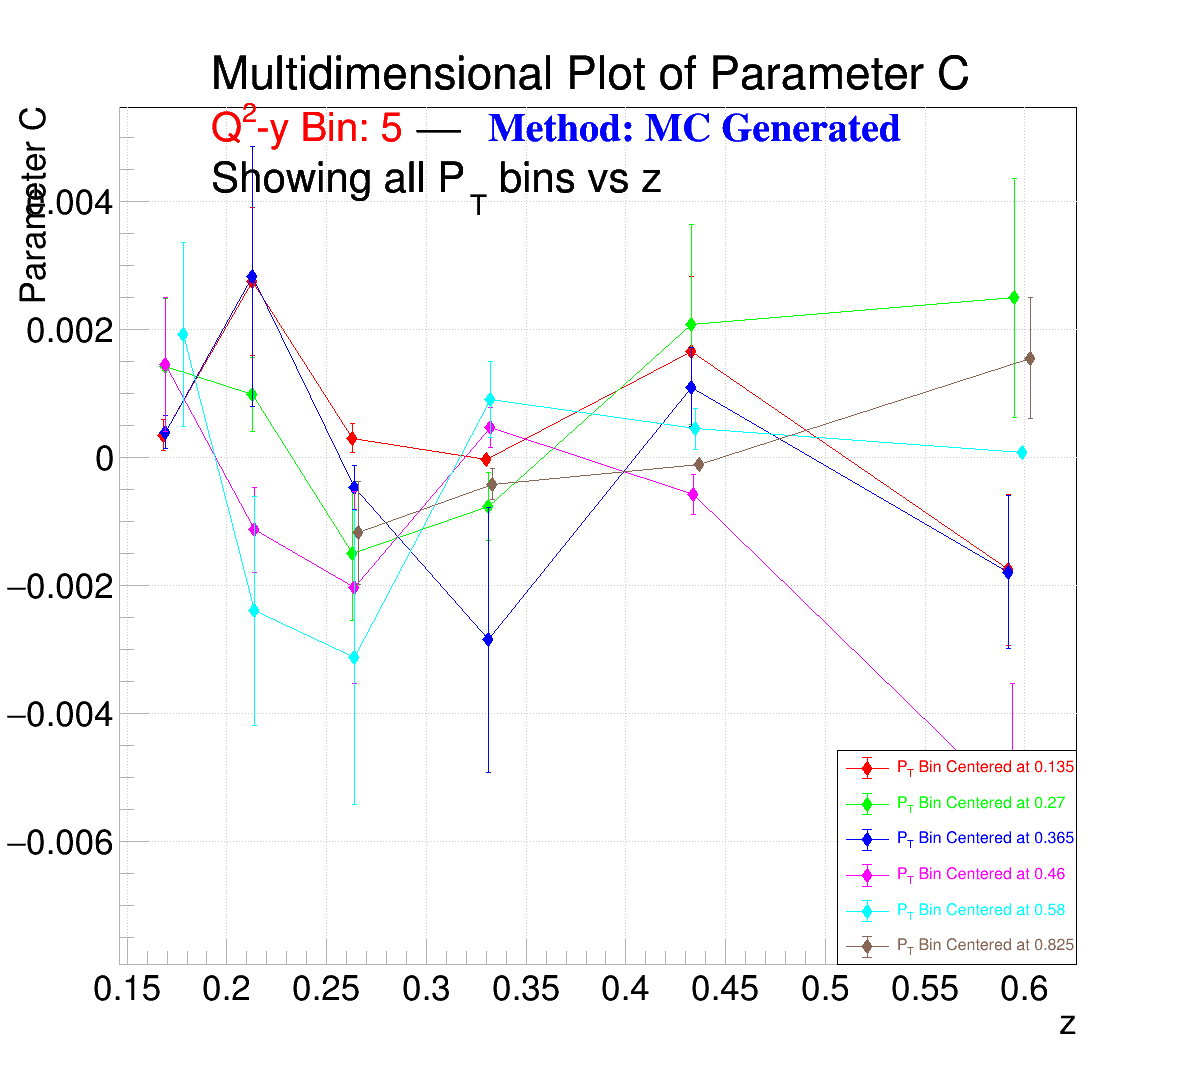 Multidimensional Plot of Parameter C
Q2-y Bin: 5 — Method: MC Generated
Showing all PT bins vs z
Parameter C
0.004
0.002
0
−0.002
−0.004
−0.006
PT Bin Centered at 0.135
PT Bin Centered at 0.27
PT Bin Centered at 0.365
PT Bin Centered at 0.46
PT Bin Centered at 0.58
PT Bin Centered at 0.825
0.15 0.2 0.25 0.3 0.35 0.4 0.45 0.5 0.55 0.6
z